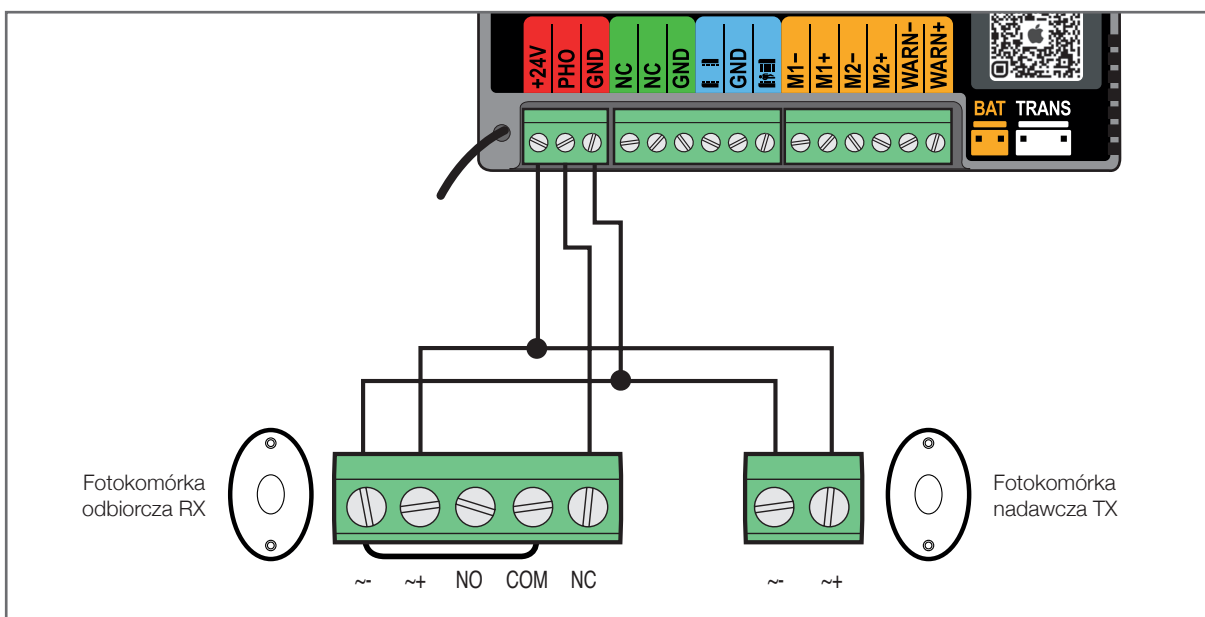 +24V PHO GND NC NC GND GND M1- M1+ M2- M2+ WARN- WARN+
BAT TRANS
Fotokomórka
odbiorcza RX
Fotokomórka
nadawcza TX
~- ~+ NO COM NC
~- ~+